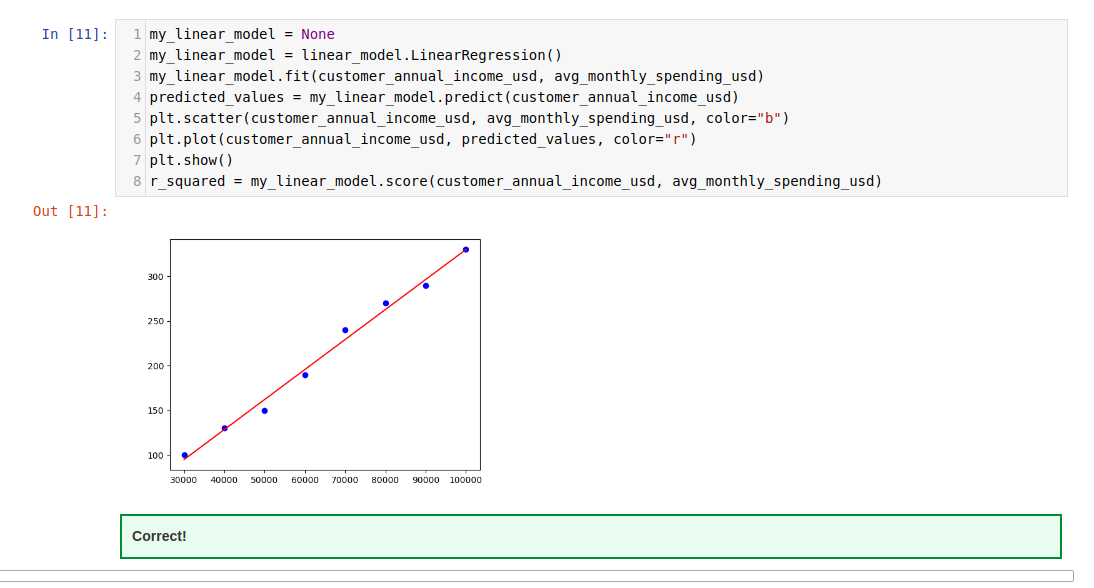 In [11]:
1 my_linear_model = None
2 my_linear_model = linear_model.LinearRegression()
3 my_linear_model.fit(customer_annual_income_usd, avg_monthly_spending_usd)
4 predicted_values = my_linear_model.predict(customer_annual_income_usd)
5 plt.scatter(customer_annual_income_usd, avg_monthly_spending_usd, color="b")
6 plt.plot(customer_annual_income_usd, predicted_values, color="r")
7 plt.show()
8 r_squared = my_linear_model.score(customer_annual_income_usd, avg_monthly_spending_usd)
Out [11]:
300
250
200
150
100
30000 40000 50000 60000 70000 80000 90000 100000
Correct!